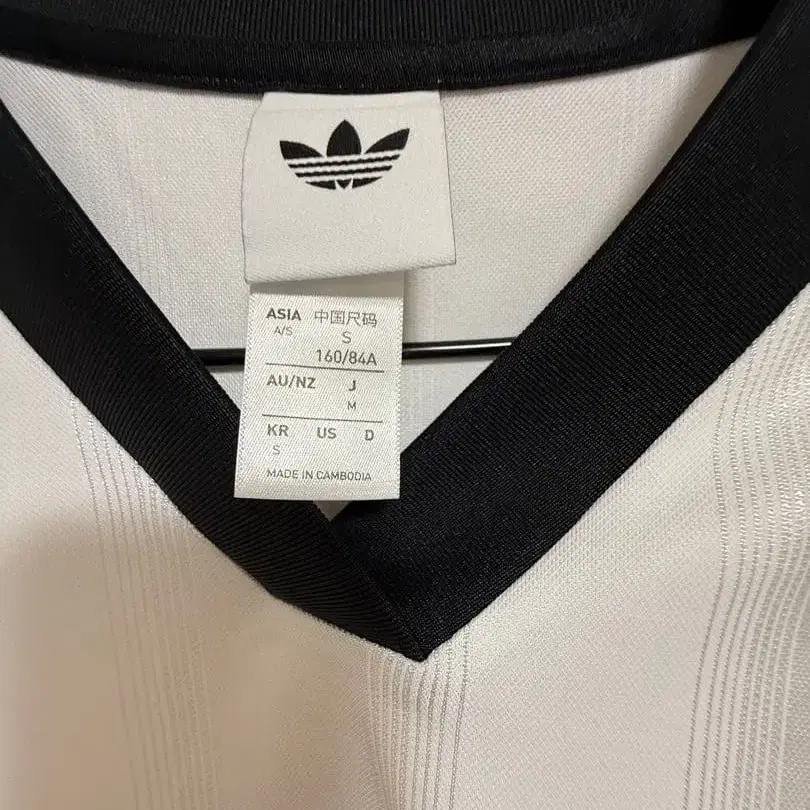 ASIA 中国尺码
A/S S
160/84A
AU/NZ J
M
KR US D
S
MADE IN CAMBODIA